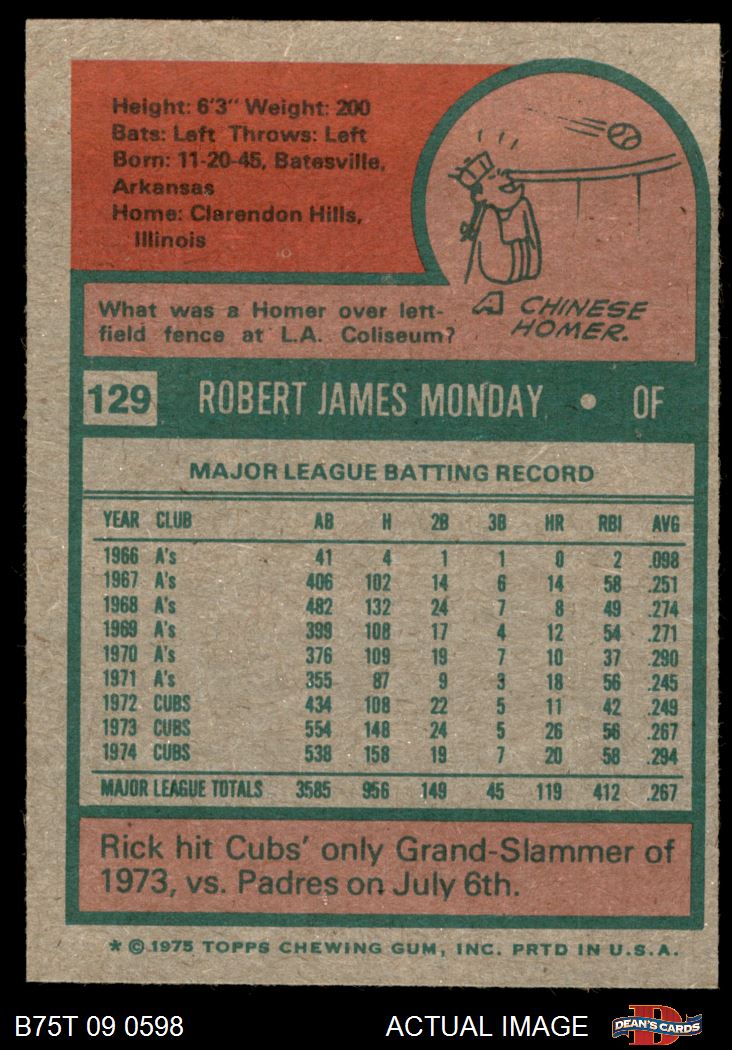 Height: 6'3" Weight: 200
Bats: Left Throws: Left
Born: 11-20-45, Batesville,
Arkansas
Home: Clarendon Hills,
Illinois
What was a Homer over left-
field fence at L.A. Coliseum?
A CHINESE
HOMER.
129 ROBERT JAMES MONDAY • OF
MAJOR LEAGUE BATTING RECORD
YEAR CLUB AB H 2B 3B HR RBI AVG
1966 A's 41 4 1 1 0 2 .098
1967 A's 406 102 14 6 14 58 .251
1968 A's 482 132 24 7 8 49 .274
1969 A's 399 108 17 4 12 54 .271
1970 A's 376 109 19 7 10 37 .290
1971 A's 355 87 9 3 18 56 .245
1972 CUBS 434 108 22 5 11 42 .249
1973 CUBS 554 148 24 5 26 56 .267
1974 CUBS 538 158 19 7 20 58 .294
MAJOR LEAGUE TOTALS 3585 956 149 45 119 412 .267
Rick hit Cubs' only Grand-Slammer of
1973, vs. Padres on July 6th.
* © 1975 TOPPS CHEWING GUM, INC. PRTD IN U.S.A.
B75T 09 0598 ACTUAL IMAGE DEAN'S CARDS